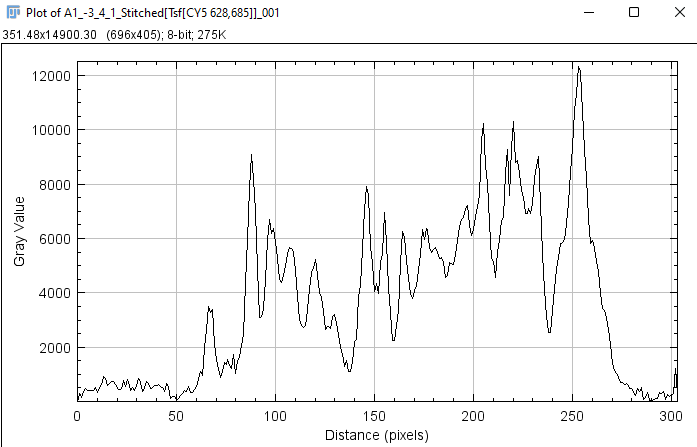 Plot of A1_-3_4_1_Stitched[Tsf[CY5 628,685]]_001
351.48x14900.30 (696x405); 8-bit; 275K
12000
10000
8000
6000
4000
2000
Gray Value
0 50 100 150 200 250 300
Distance (pixels)